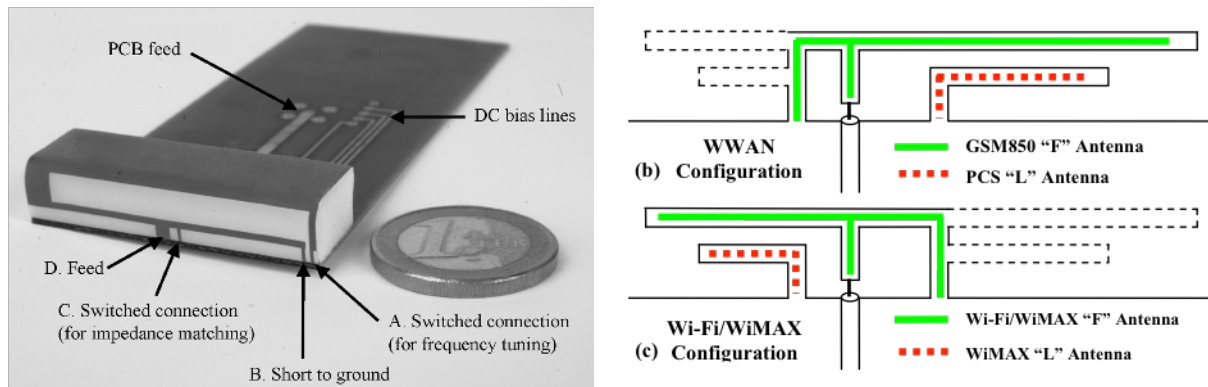 PCB feed
DC bias lines
D. Feed
C. Switched connection
(for impedance matching)
A. Switched connection
(for frequency tuning)
B. Short to ground
WWAN
(b) Configuration
GSM850 “F” Antenna
PCS “L” Antenna
Wi-Fi/WiMAX
(c) Configuration
Wi-Fi/WiMAX “F” Antenna
WiMAX “L” Antenna